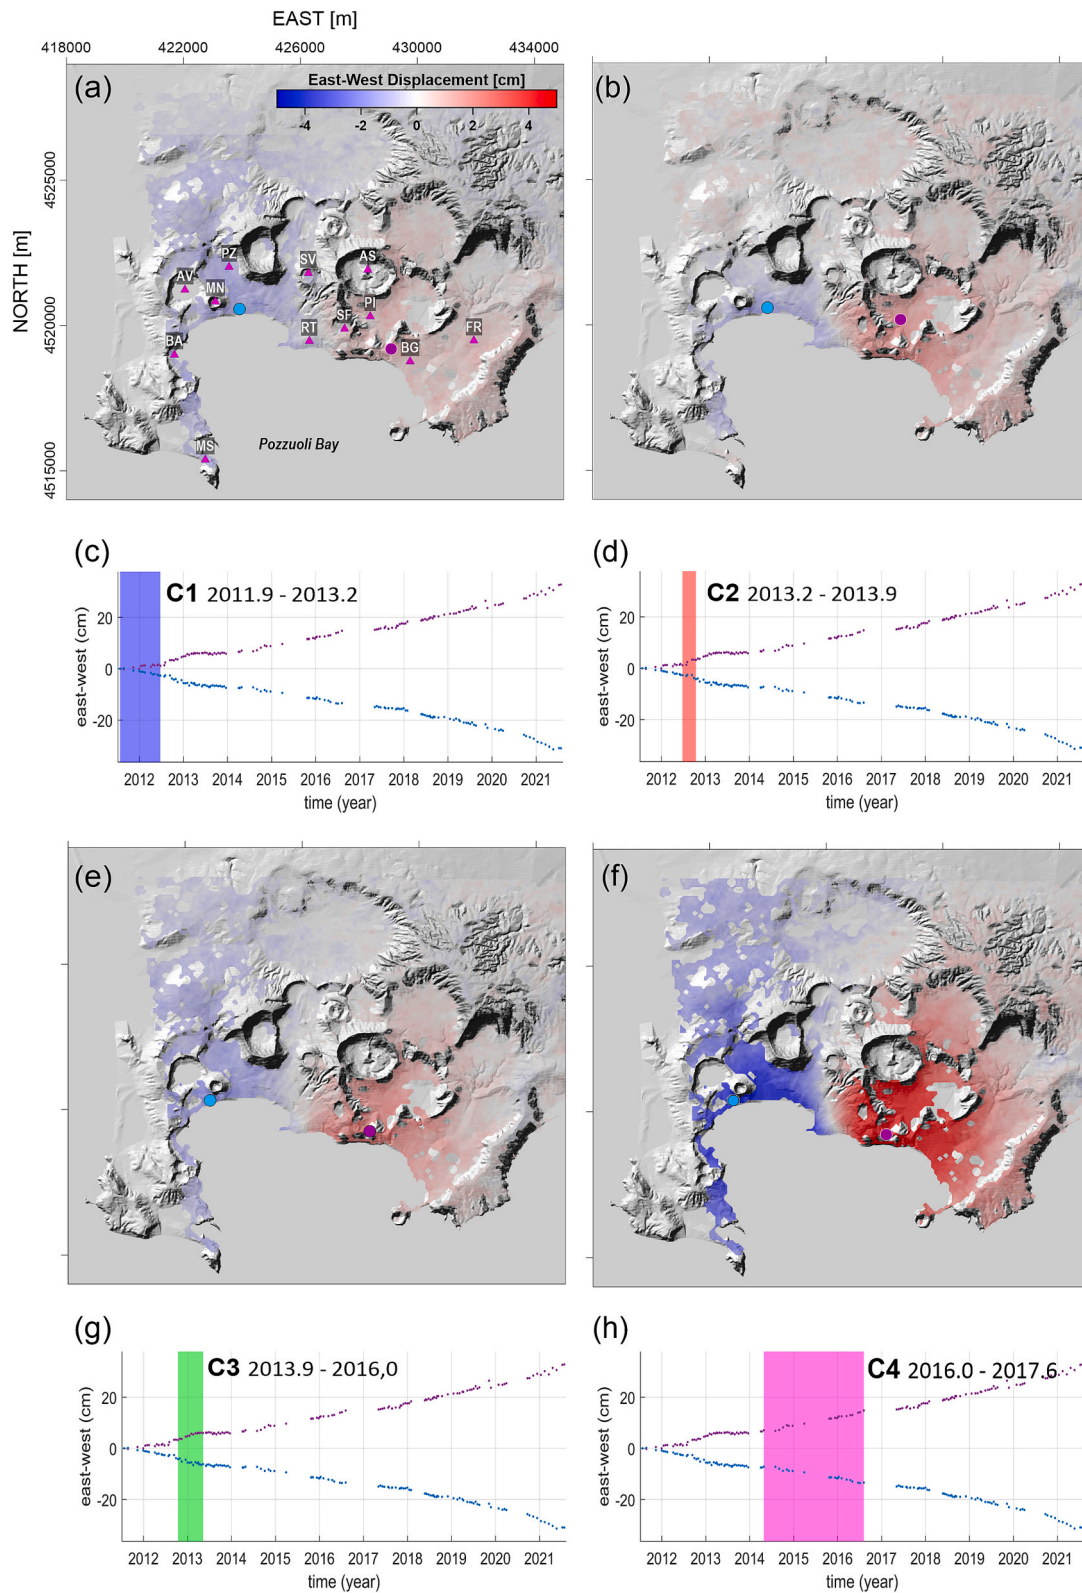 EAST [m]
418000 422000 426000 430000 434000
(a)
East-West Displacement [cm]
-4 -2 0 2 4
(b)
NORTH [m]
4525000
4520000
4515000
PZ
SV
AS
AV
MN
PI
SF
RT
FR
BA
BG
MS
Pozzuoli Bay
(c)
C1 2011.9 - 2013.2
east-west (cm)
20
0
-20
2012 2013 2014 2015 2016 2017 2018 2019 2020 2021
time (year)
(d)
C2 2013.2 - 2013.9
east-west (cm)
20
0
-20
2012 2013 2014 2015 2016 2017 2018 2019 2020 2021
time (year)
(e)
(f)
(g)
C3 2013.9 - 2016,0
east-west (cm)
20
0
-20
2012 2013 2014 2015 2016 2017 2018 2019 2020 2021
time (year)
(h)
C4 2016.0 - 2017.6
east-west (cm)
20
0
-20
2012 2013 2014 2015 2016 2017 2018 2019 2020 2021
time (year)